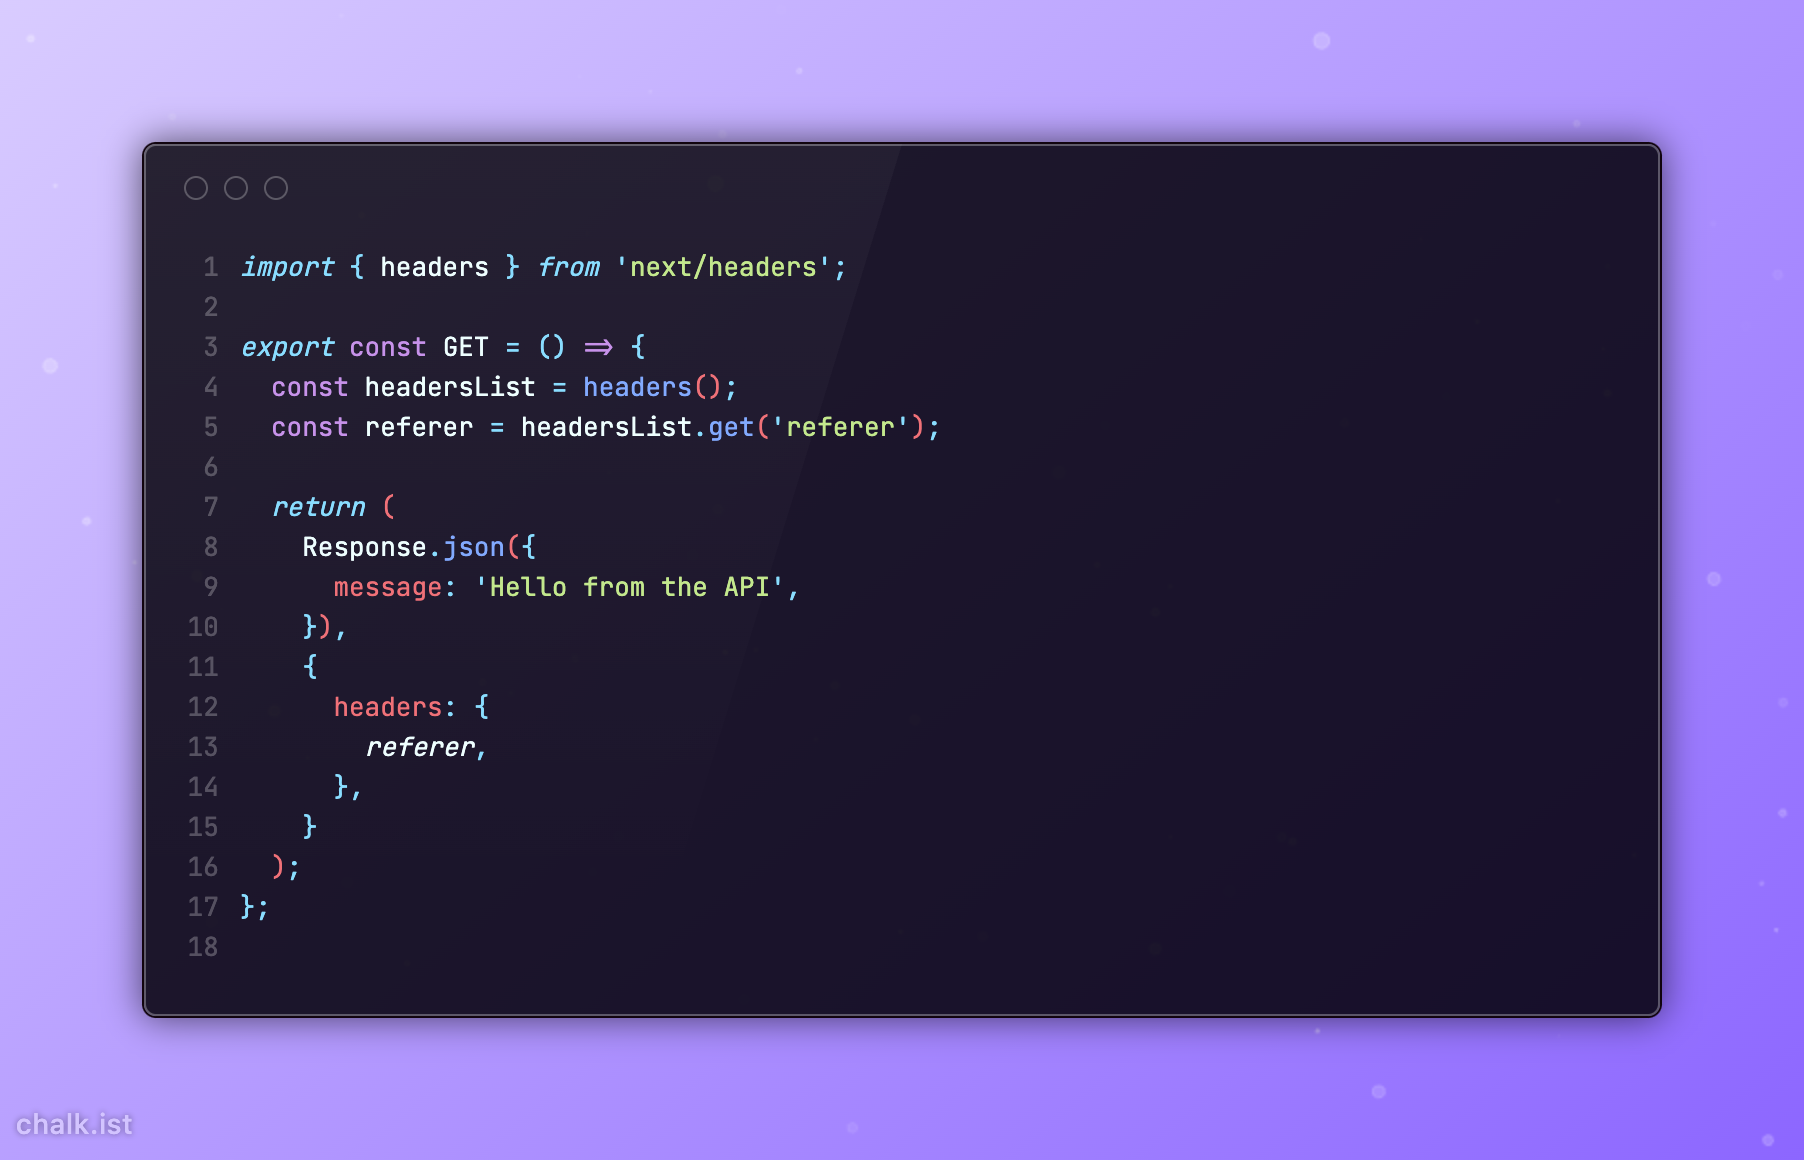 1 import { headers } from 'next/headers';
2
3 export const GET = () => {
4   const headersList = headers();
5   const referer = headersList.get('referer');
6
7   return (
8     Response.json({
9       message: 'Hello from the API',
10     }),
11     {
12       headers: {
13         referer,
14       },
15     }
16   );
17 };
18
chalk.ist